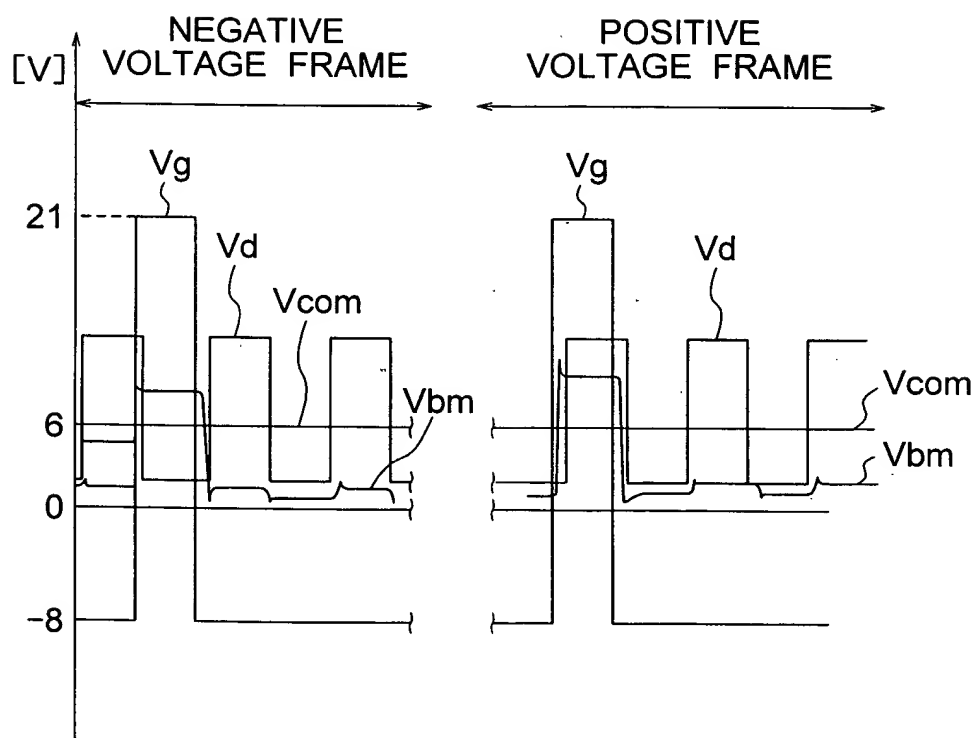 NEGATIVE
VOLTAGE FRAME
POSITIVE
VOLTAGE FRAME
[V]
Vg
Vg
21
Vd
Vd
Vcom
Vcom
Vbm
6
Vbm
0
−8